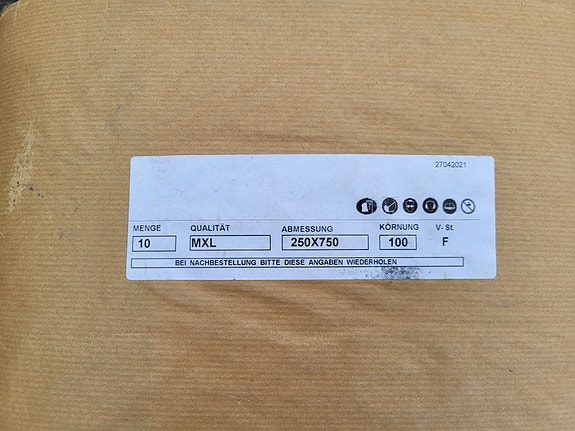 27042021
MENGE QUALITÄT ABMESSUNG KÖRNUNG V- St.
10 MXL 250X750 100 F
BEI NACHBESTELLUNG BITTE DIESE ANGABEN WIEDERHOLEN